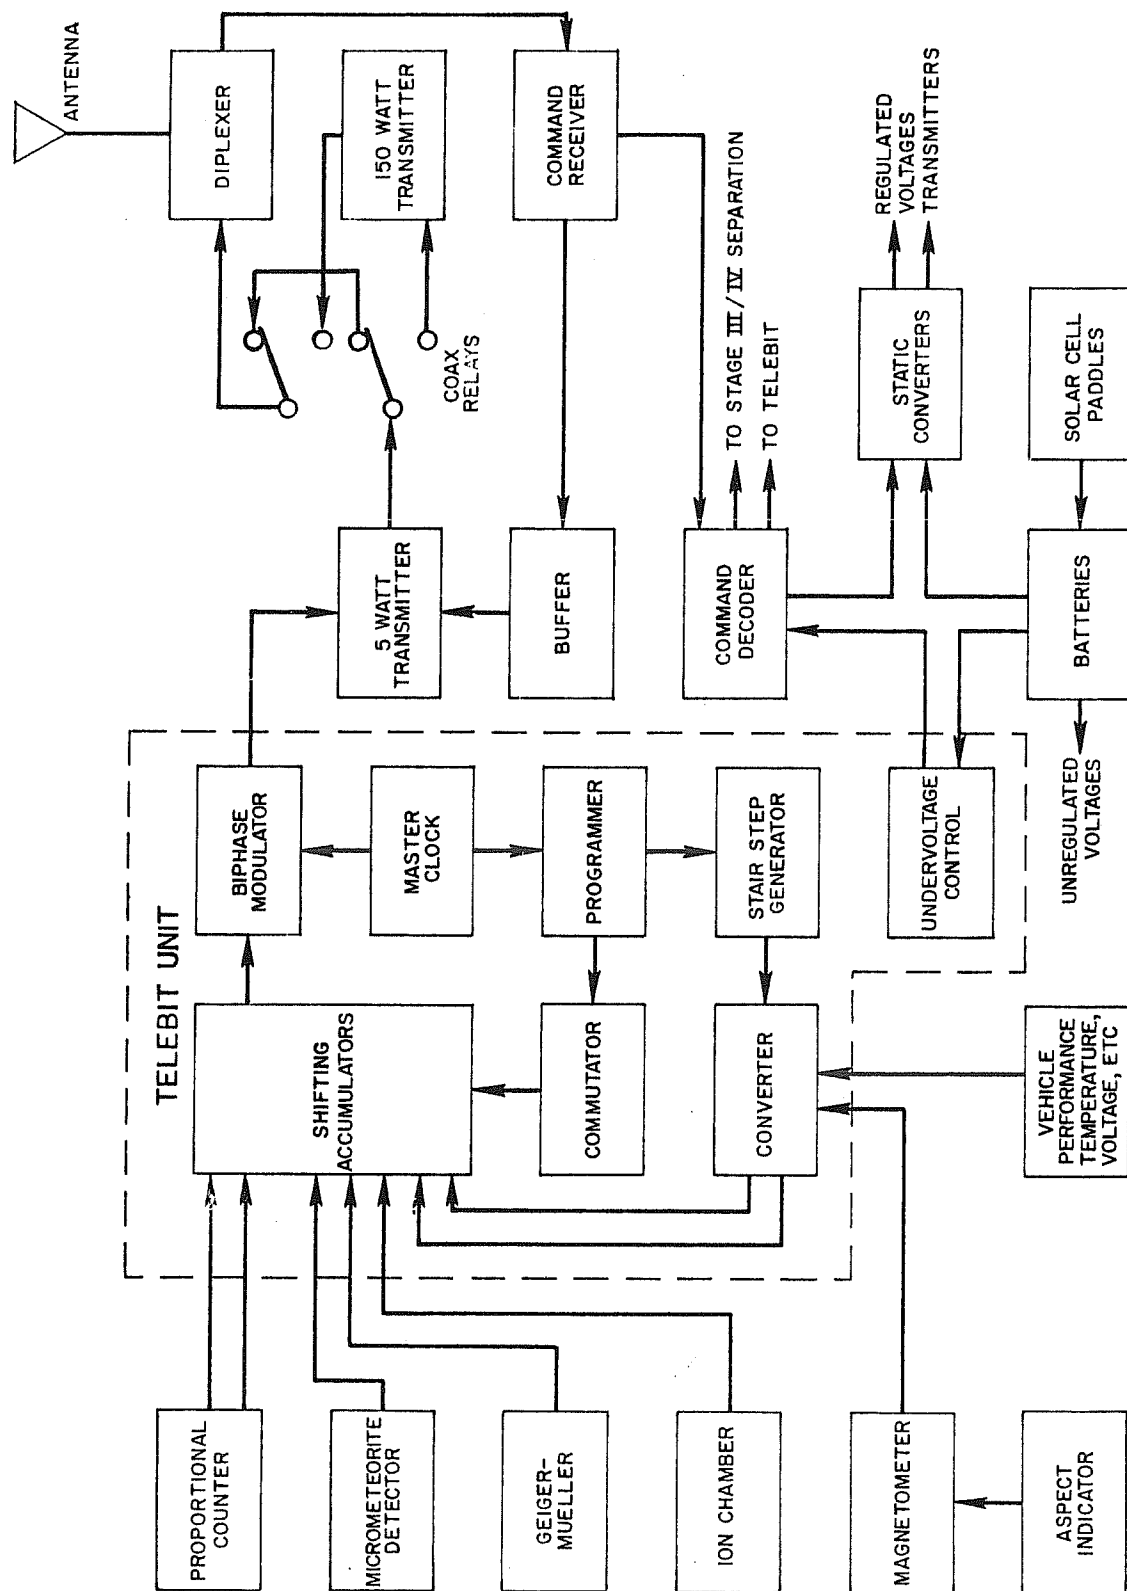 PROPORTIONAL
COUNTER
MICROMETEORITE
DETECTOR
GEIGER-
MUELLER
ION CHAMBER
MAGNETOMETER
ASPECT
INDICATOR
TELEBIT UNIT
SHIFTING
ACCUMULATORS
COMMUTATOR
CONVERTER
VEHICLE
PERFORMANCE
TEMPERATURE,
VOLTAGE, ETC
BIPHASE
MODULATOR
MASTER
CLOCK
PROGRAMMER
STAIR STEP
GENERATOR
UNDERVOLTAGE
CONTROL
UNREGULATED
VOLTAGES
5 WATT
TRANSMITTER
BUFFER
COMMAND
DECODER
TO STAGE III/IV SEPARATION
TO TELEBIT
BATTERIES
COAX
RELAYS
STATIC
CONVERTERS
SOLAR CELL
PADDLES
ANTENNA
DIPLEXER
150 WATT
TRANSMITTER
COMMAND
RECEIVER
REGULATED
VOLTAGES
TRANSMITTERS